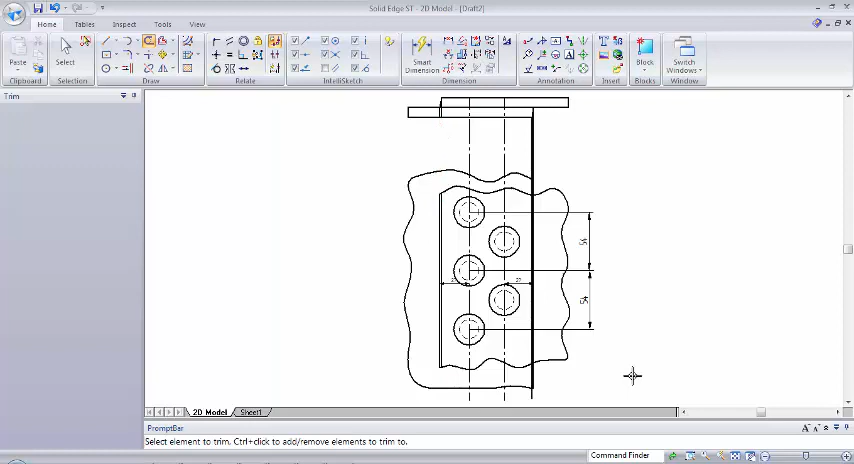 Solid Edge ST - 2D Model - [Draft2]
Home Tables Inspect Tools View
Paste Select Smart Dimension Block Switch Windows
Clipboard Selection Draw Relate IntelliSketch Dimension Annotation Insert Blocks Window
Trim
2D Model Sheet1
PromptBar
Select element to trim. Ctrl+click to add/remove elements to trim to.
Command Finder